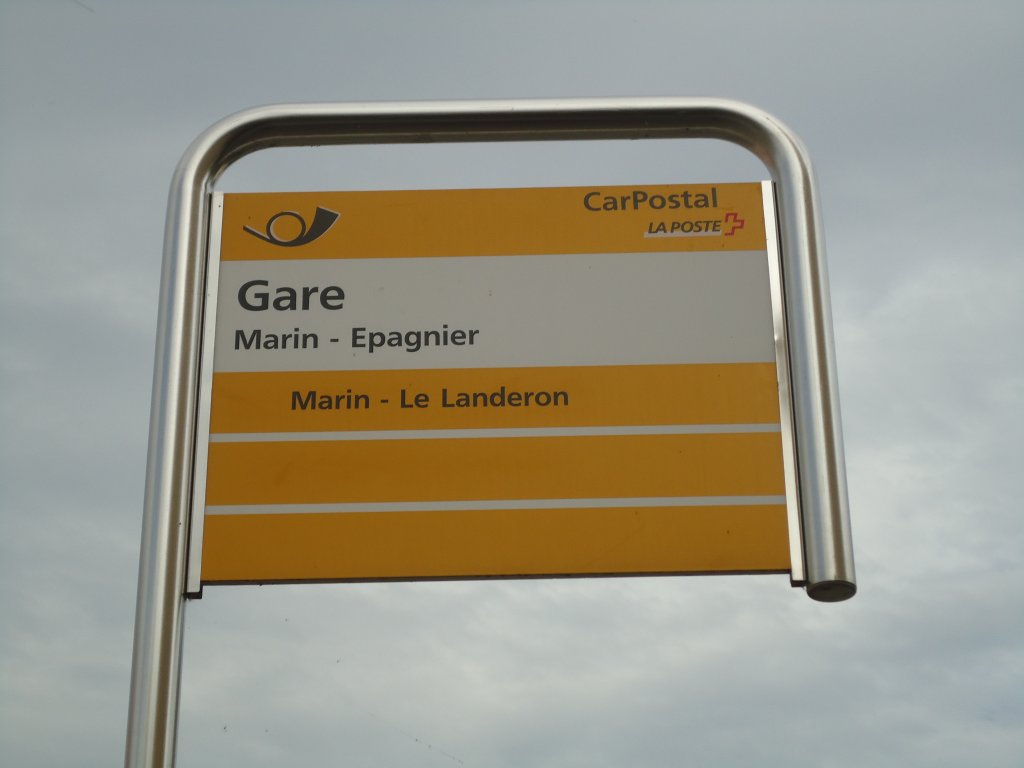 CarPostal
LA POSTE
Gare
Marin - Epagnier
Marin - Le Landeron